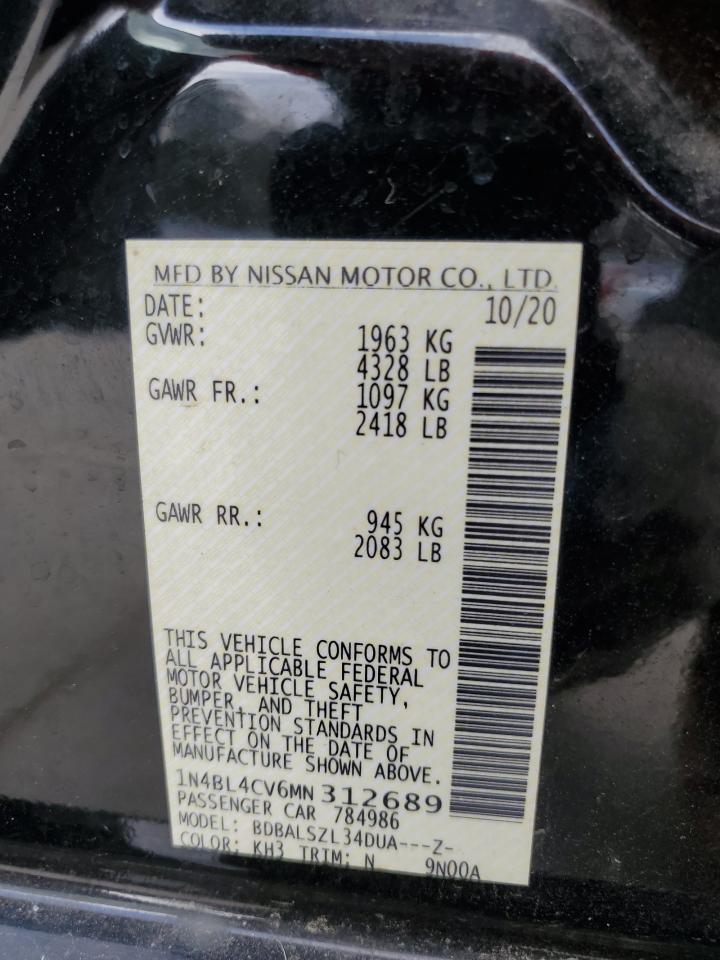 MFD BY NISSAN MOTOR CO., LTD.
DATE: 10/20
GVWR: 1963 KG
4328 LB
GAWR FR.: 1097 KG
2418 LB
GAWR RR.: 945 KG
2083 LB
THIS VEHICLE CONFORMS TO
ALL APPLICABLE FEDERAL
MOTOR VEHICLE SAFETY,
BUMPER, AND THEFT
PREVENTION STANDARDS IN
EFFECT ON THE DATE OF
MANUFACTURE SHOWN ABOVE.
1N4BL4CV6MN312689
PASSENGER CAR 784986
MODEL: BDBALSZL34DUA---Z-
COLOR: KH3 TRIM: N 9N00A